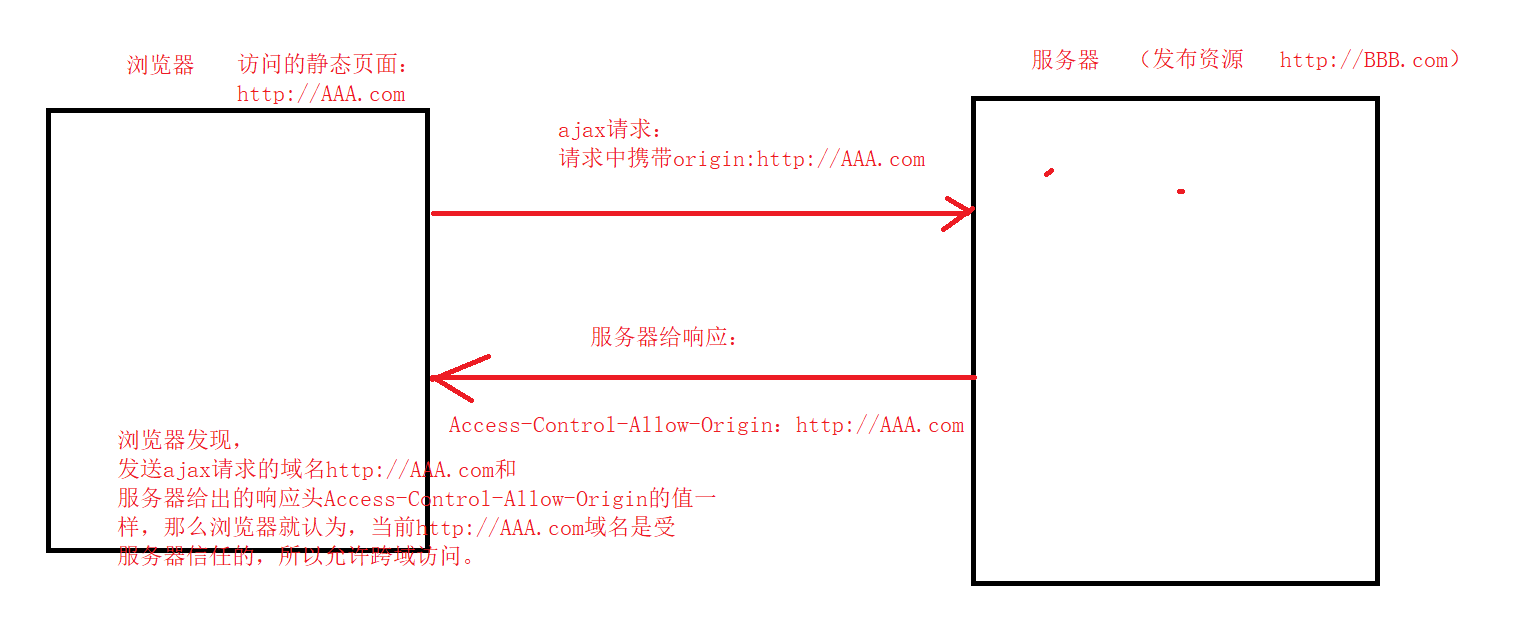 浏览器 访问的静态页面：
http://AAA.com
服务器 （发布资源 http://BBB.com）
ajax请求：
请求中携带origin:http://AAA.com
服务器给响应：
Access-Control-Allow-Origin：http://AAA.com
浏览器发现，
发送ajax请求的域名http://AAA.com和
服务器给出的响应头Access-Control-Allow-Origin的值一
样，那么浏览器就认为，当前http://AAA.com域名是受
服务器信任的，所以允许跨域访问。